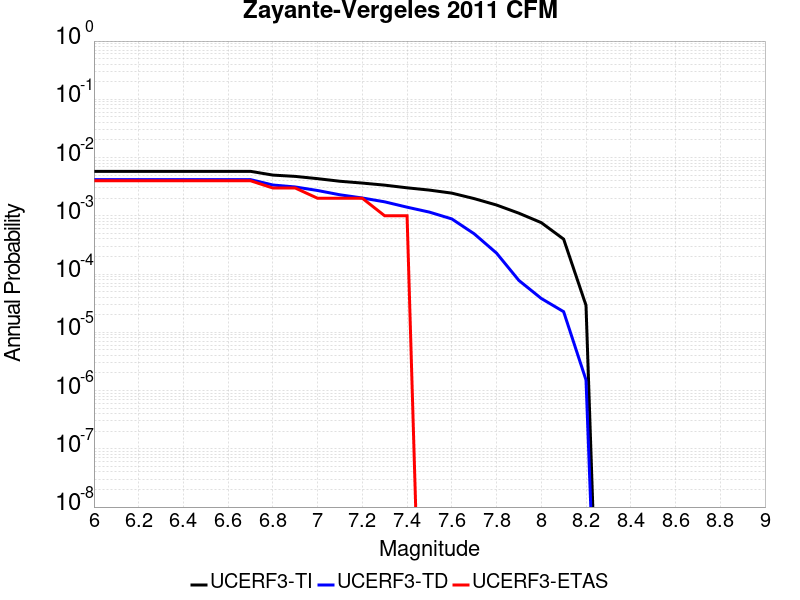 Zayante-Vergeles 2011 CFM
10^0
10^-1
10^-2
10^-3
10^-4
10^-5
10^-6
10^-7
10^-8
Annual Probability
6 6.2 6.4 6.6 6.8 7 7.2 7.4 7.6 7.8 8 8.2 8.4 8.6 8.8 9
Magnitude
UCERF3-TI UCERF3-TD UCERF3-ETAS